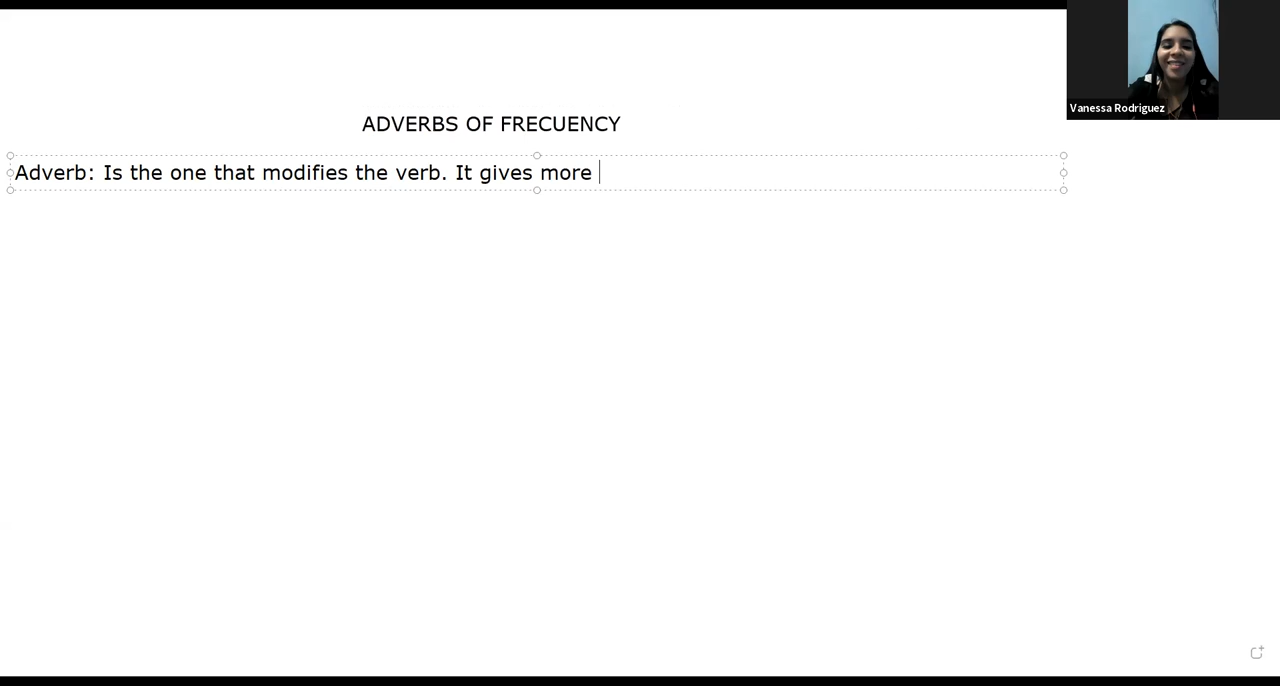 Vanessa Rodriguez
ADVERBS OF FRECUENCY
Adverb: Is the one that modifies the verb. It gives more